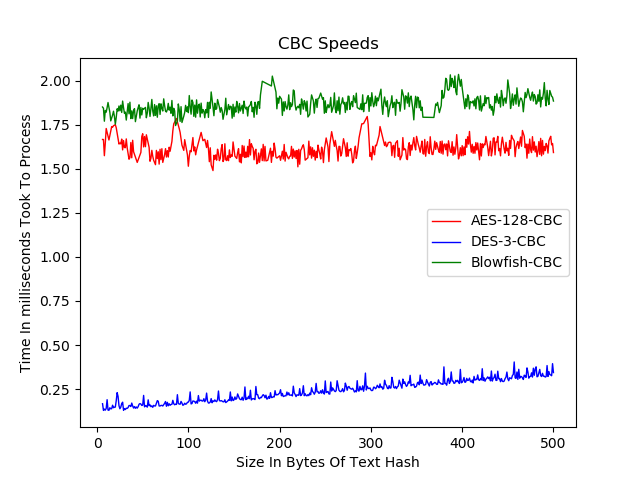 CBC Speeds
2.00
1.75
1.50
1.25
1.00
0.75
0.50
0.25
Time In milliseconds Took To Process
AES-128-CBC
DES-3-CBC
Blowfish-CBC
0 100 200 300 400 500
Size In Bytes Of Text Hash